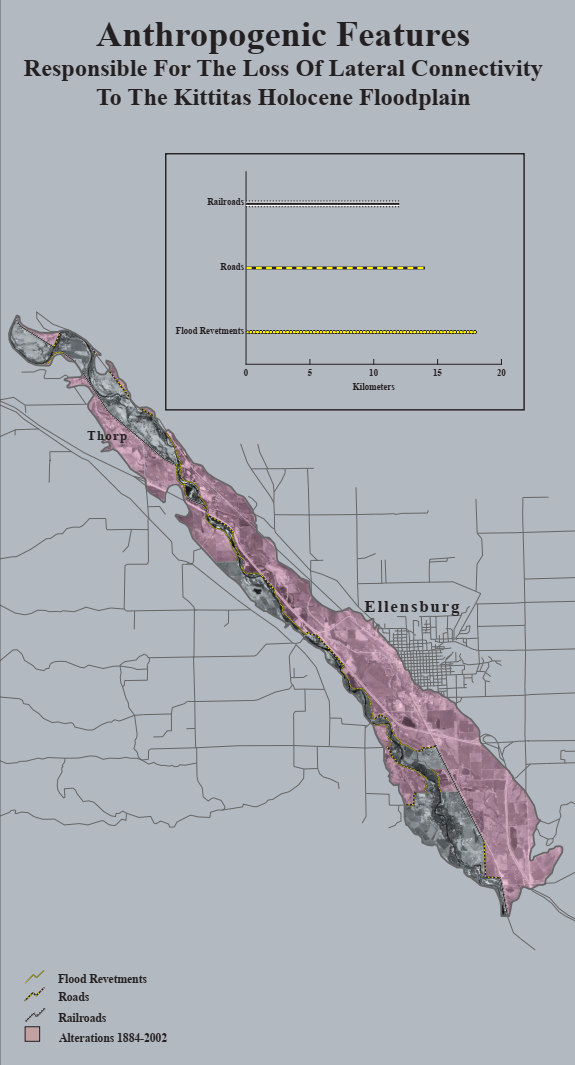 Anthropogenic Features
Responsible For The Loss Of Lateral Connectivity
To The Kittitas Holocene Floodplain
Railroads
Roads
Flood Revetments
0 5 10 15 20
Kilometers
Thorp
Ellensburg
Flood Revetments
Roads
Railroads
Alterations 1884-2002